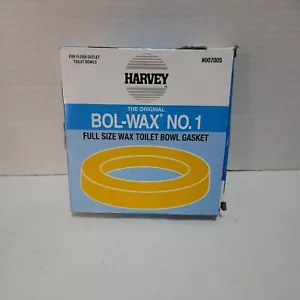 FOR FLOOR OUTLET
TOILET BOWLS
#007005
HARVEY
THE ORIGINAL
BOL-WAX® NO. 1
FULL SIZE WAX TOILET BOWL GASKET